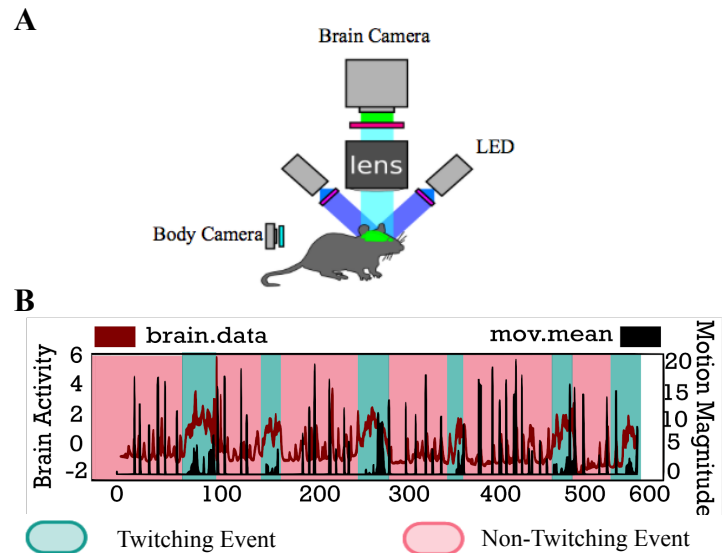 A
Brain Camera
lens
LED
Body Camera
B
brain.data
mov.mean
Brain Activity
6
4
2
0
-2
Motion Magnitude
20
15
10
5
0
0 100 200 300 400 500 600
Twitching Event
Non-Twitching Event